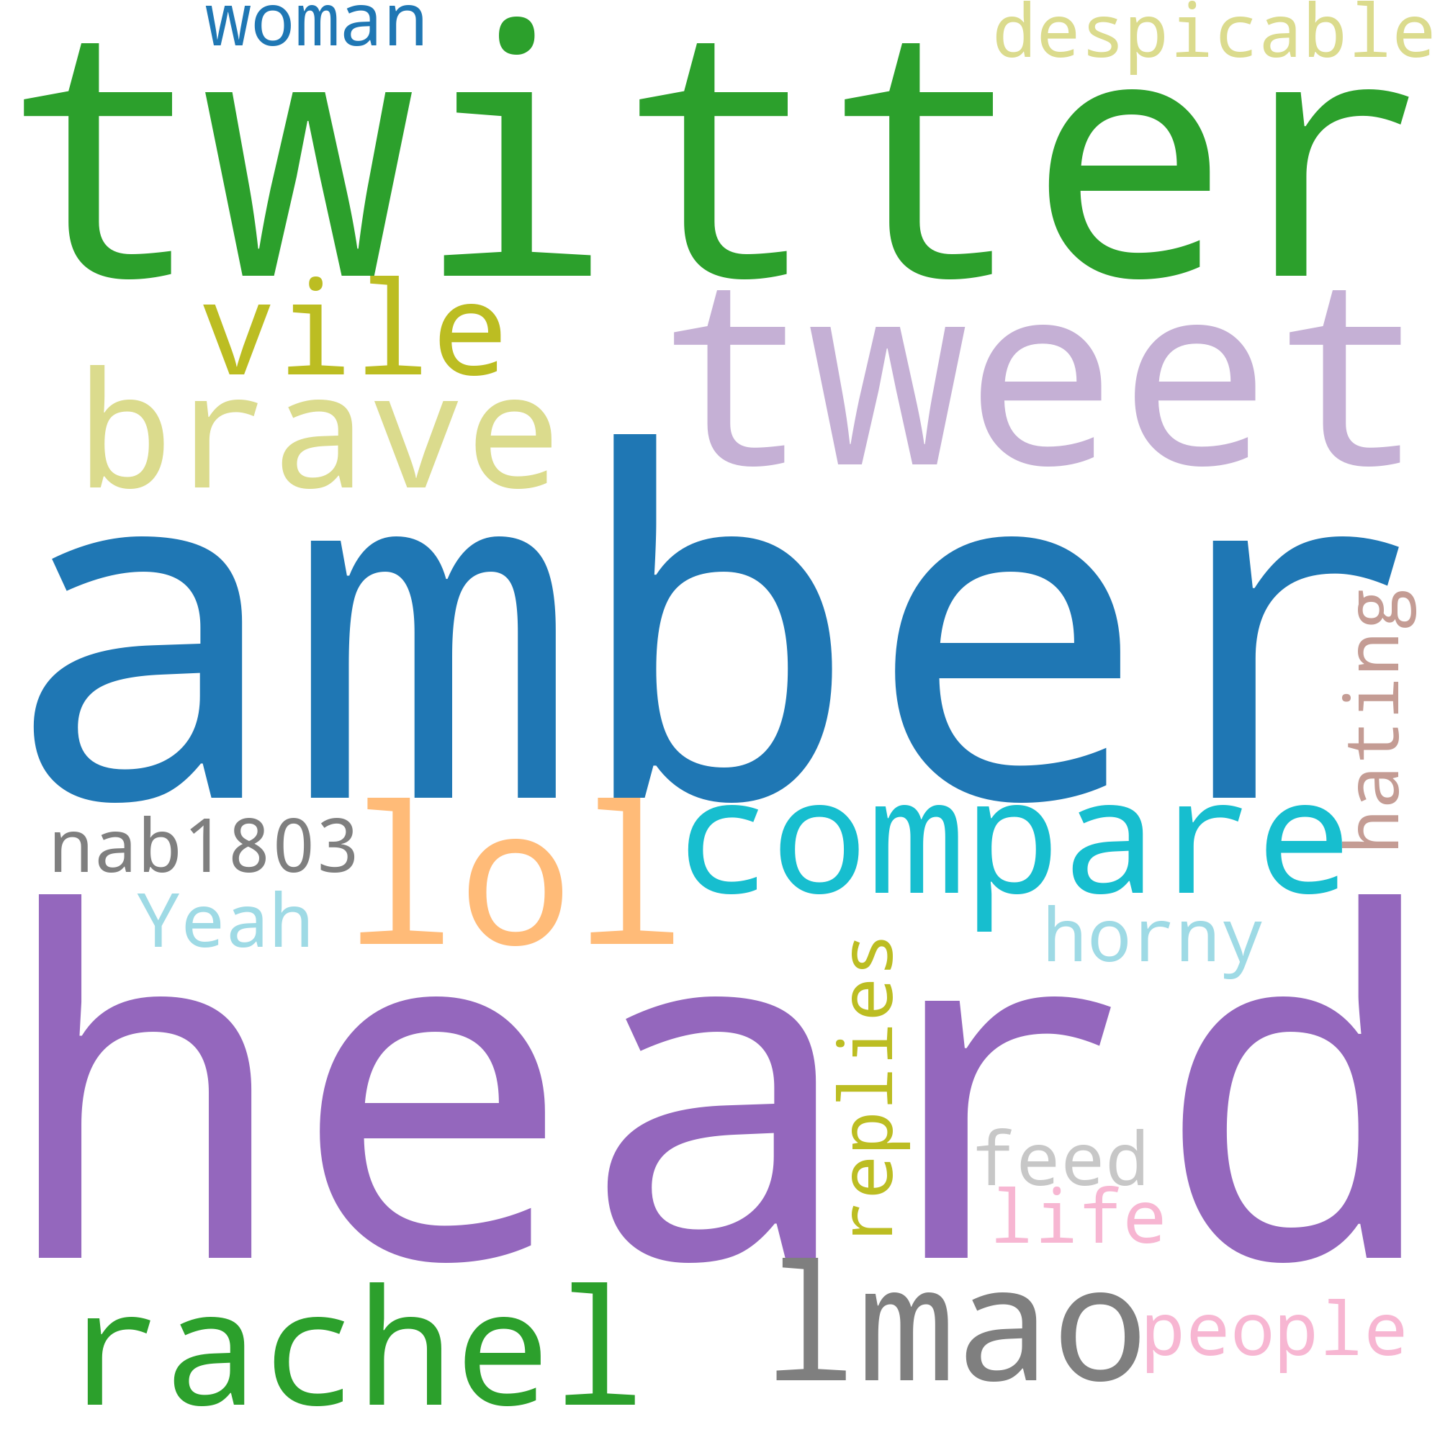 woman
despicable
twitter
vile
tweet
brave
amber
hating
nab1803
lol
compare
Yeah
horny
heard
replies
feed
life
rachel
lmao
people